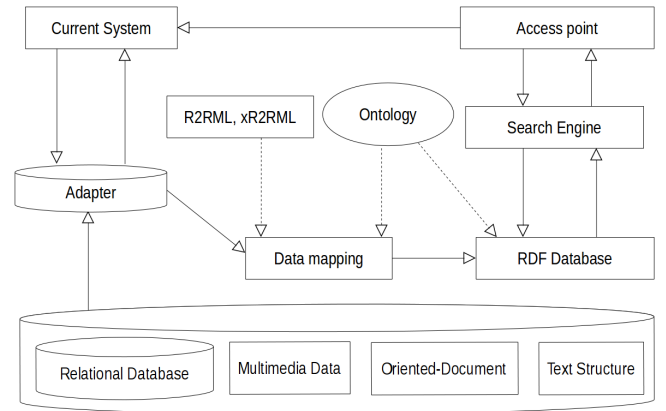 Current System
Access point
R2RML, xR2RML
Ontology
Search Engine
Adapter
Data mapping
RDF Database
Relational Database
Multimedia Data
Oriented-Document
Text Structure